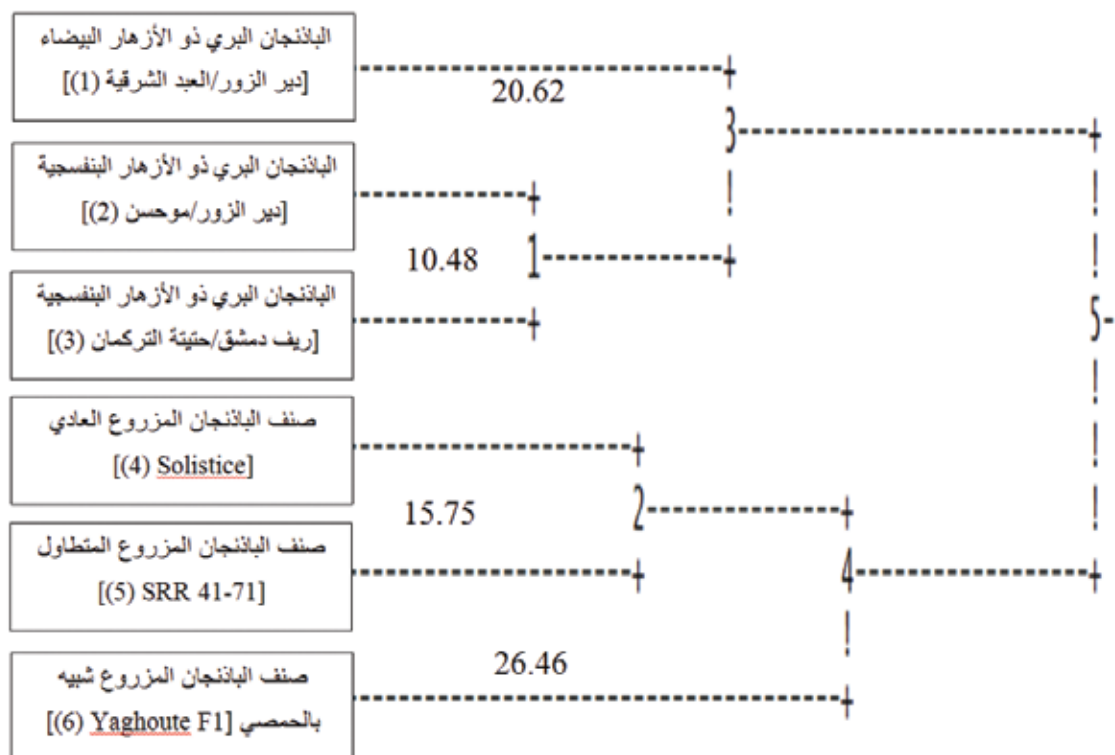 الباذنجان البري ذو الأزهار البيضاء
[دير الزور/العبد الشرقية (1)]
20.62
3
الباذنجان البري ذو الأزهار البنفسجية
[دير الزور/موحسن (2)]
10.48
1
الباذنجان البري ذو الأزهار البنفسجية
[ريف دمشق/حتيتة التركمان (3)]
5
صنف الباذنجان المزروع العادي
[(4) Solistice]
15.75
2
صنف الباذنجان المزروع المتطاول
[(5) SRR 41-71]
4
26.46
صنف الباذنجان المزروع شبيه
بالحمصي [(6) Yaghoute F1]